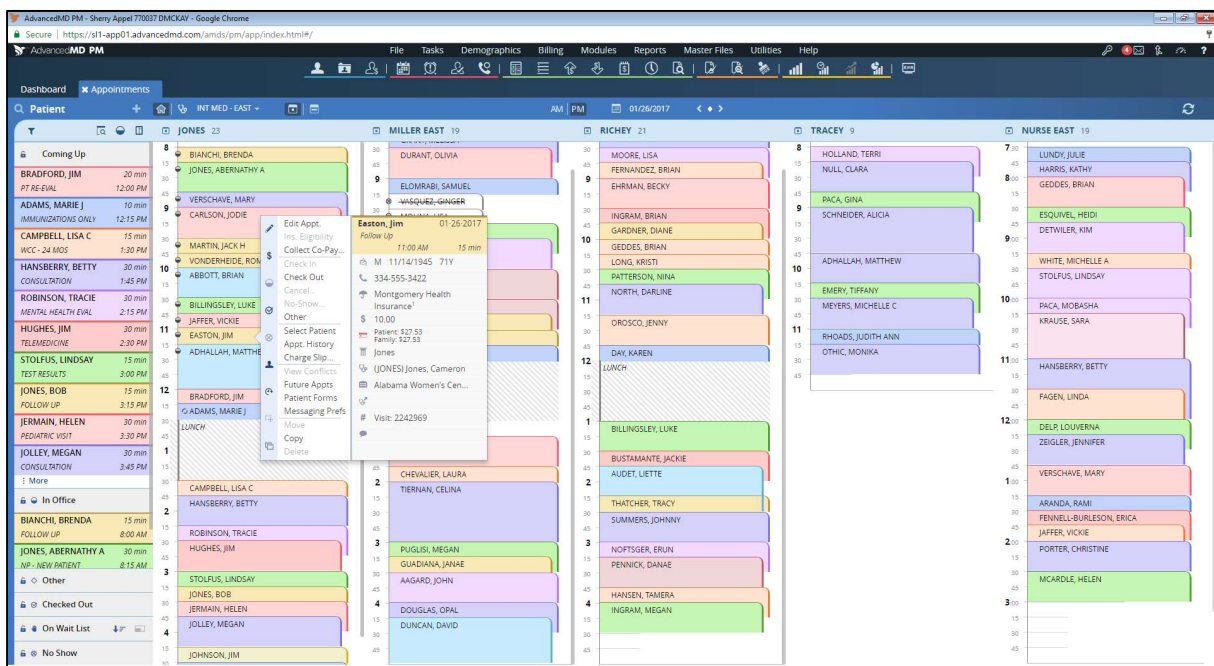 AdvancedMD PM - Sherry Appel 770037 DMCKAY - Google Chrome
Secure | https://sl1-app01.advancedmd.com/amds/pm/app/index.html#/
AdvancedMD PM
File Tasks Demographics Billing Modules Reports Master Files Utilities Help
Dashboard Appointments
Patient
INT MED - EAST
AM PM 01/26/2017
Coming Up
BRADFORD, JIM 20 min
PT RE-EVAL 12:00 PM
ADAMS, MARIE J 10 min
IMMUNIZATIONS ONLY 12:15 PM
CAMPBELL, LISA C 15 min
WCC - 24 MOS 1:30 PM
HANSBERRY, BETTY 30 min
CONSULTATION 1:45 PM
ROBINSON, TRACIE 30 min
MENTAL HEALTH EVAL 2:15 PM
HUGHES, JIM 30 min
TELEMEDICINE 2:30 PM
STOLFUS, LINDSAY 15 min
TEST RESULTS 3:00 PM
JONES, BOB 15 min
FOLLOW UP 3:15 PM
JERMAIN, HELEN 30 min
PEDIATRIC VISIT 3:30 PM
JOLLEY, MEGAN 30 min
CONSULTATION 3:45 PM
More
In Office
BIANCHI, BRENDA 15 min
FOLLOW UP 8:00 AM
JONES, ABERNATHY A 30 min
NP - NEW PATIENT 8:15 AM
Other
Checked Out
On Wait List
No Show
JONES 23
BIANCHI, BRENDA
JONES, ABERNATHY A
VERSCHAVE, MARY
CARLSON, JODIE
MARTIN, JACK H
VONDERHEIDE, ROM
ABBOTT, BRIAN
BILLINGSLEY, LUKE
JAFFER, VICKIE
EASTON, JIM
ADHALLAH, MATTHE
BRADFORD, JIM
ADAMS, MARIE J
LUNCH
CAMPBELL, LISA C
HANSBERRY, BETTY
ROBINSON, TRACIE
HUGHES, JIM
STOLFUS, LINDSAY
JONES, BOB
JERMAIN, HELEN
JOLLEY, MEGAN
JOHNSON, JIM
Edit Appt.
Ins. Eligibility
Collect Co-Pay...
Check In
Check Out
Cancel...
No-Show...
Other
Select Patient
Appt. History
Charge Slip...
View Conflicts
Future Appts
Patient Forms
Messaging Prefs
Move
Copy
Delete
Easton, Jim 01-26-2017
Follow Up
11:00 AM 15 min
M 11/14/1945 71Y
334-555-3422
Montgomery Health
Insurance1
$ 10.00
Patient: $27.53
Family: $27.53
Jones
(JONES) Jones, Cameron
Alabama Women's Cen...
# Visit: 2242969
MILLER EAST 19
DURANT, OLIVIA
ELOMRABI, SAMUEL
VASQUEZ, GINGER
CHEVALIER, LAURA
TIERNAN, CELINA
PUGLISI, MEGAN
GUADIANA, JANAE
AAGARD, JOHN
DOUGLAS, OPAL
DUNCAN, DAVID
RICHEY 21
MOORE, LISA
FERNANDEZ, BRIAN
EHRMAN, BECKY
INGRAM, BRIAN
GARDNER, DIANE
GEDDES, BRIAN
LONG, KRISTI
PATTERSON, NINA
NORTH, DARLINE
OROSCO, JENNY
DAY, KAREN
LUNCH
BILLINGSLEY, LUKE
BUSTAMANTE, JACKIE
AUDET, LIETTE
THATCHER, TRACY
SUMMERS, JOHNNY
NOFTSGER, ERUN
PENNICK, DANAE
HANSEN, TAMERA
INGRAM, MEGAN
TRACEY 9
HOLLAND, TERRI
NULL, CLARA
PACA, GINA
SCHNEIDER, ALICIA
ADHALLAH, MATTHEW
EMERY, TIFFANY
MEYERS, MICHELLE C
RHOADS, JUDITH ANN
OTHIC, MONIKA
NURSE EAST 19
LUNDY, JULIE
HARRIS, KATHY
GEDDES, BRIAN
ESQUIVEL, HEIDI
DETWILER, KIM
WHITE, MICHELLE A
STOLFUS, LINDSAY
PACA, MOBASHA
KRAUSE, SARA
HANSBERRY, BETTY
FAGEN, LINDA
DELP, LOUVERNA
ZEIGLER, JENNIFER
VERSCHAVE, MARY
ARANDA, RAMI
FENNELL-BURLESON, ERICA
JAFFER, VICKIE
PORTER, CHRISTINE
MCARDLE, HELEN